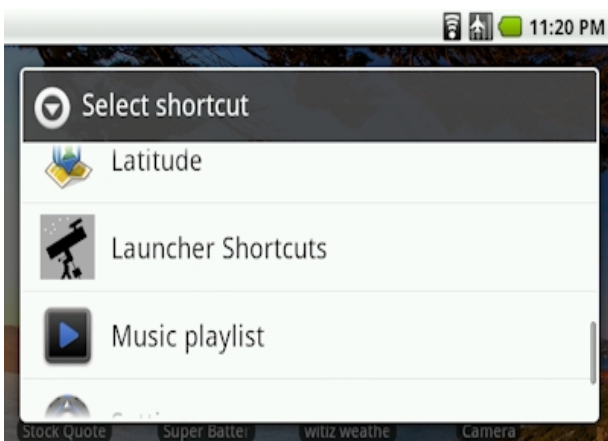 11:20 PM
Select shortcut
Latitude
Launcher Shortcuts
Music playlist
Stock Quote
Super Batter
witiz weathe
Camera